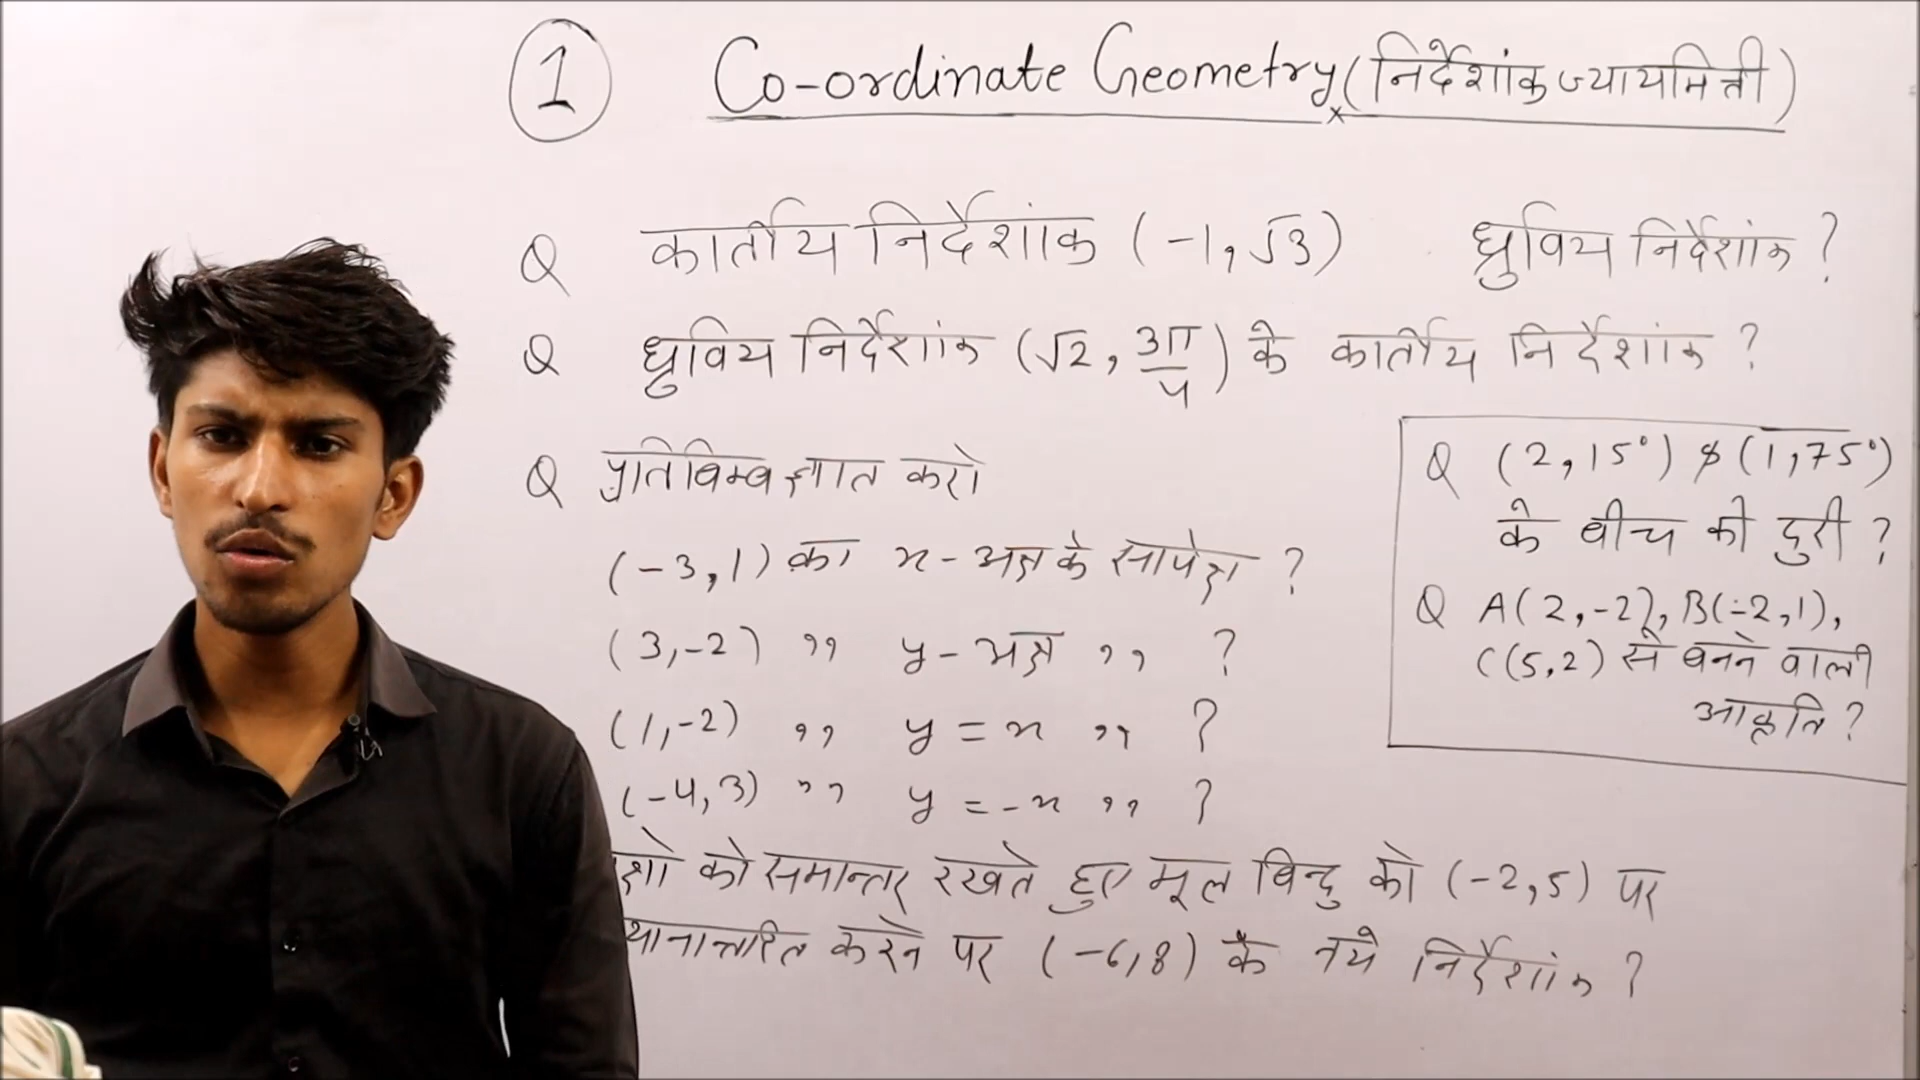 1 Co-ordinate Geometry (निर्देशांक ज्यायमिती)
Q कार्तीय निर्देशांक (-1, √3) ध्रुविय निर्देशांक ?
Q ध्रुविय निर्देशांक (√2, 3π/4) के कार्तीय निर्देशांक ?
Q प्रतिबिम्ब ज्ञात करो
(-3, 1) का x-अक्ष के सापेक्ष ?
(3, -2) ,, y-अक्ष ,, ?
(1, -2) ,, y = x ,, ?
(-4, 3) ,, y = -x ,, ?
क्षो को समान्तर रखते हुए मूल बिन्दु को (-2, 5) पर
थानान्तरित करने पर (-6, 8) के नये निर्देशांक ?
Q (2, 15°) & (1, 75°)
के बीच की दुरी ?
Q A(2, -2), B(-2, 1),
C(5, 2) से बनने वाली
आकृति ?